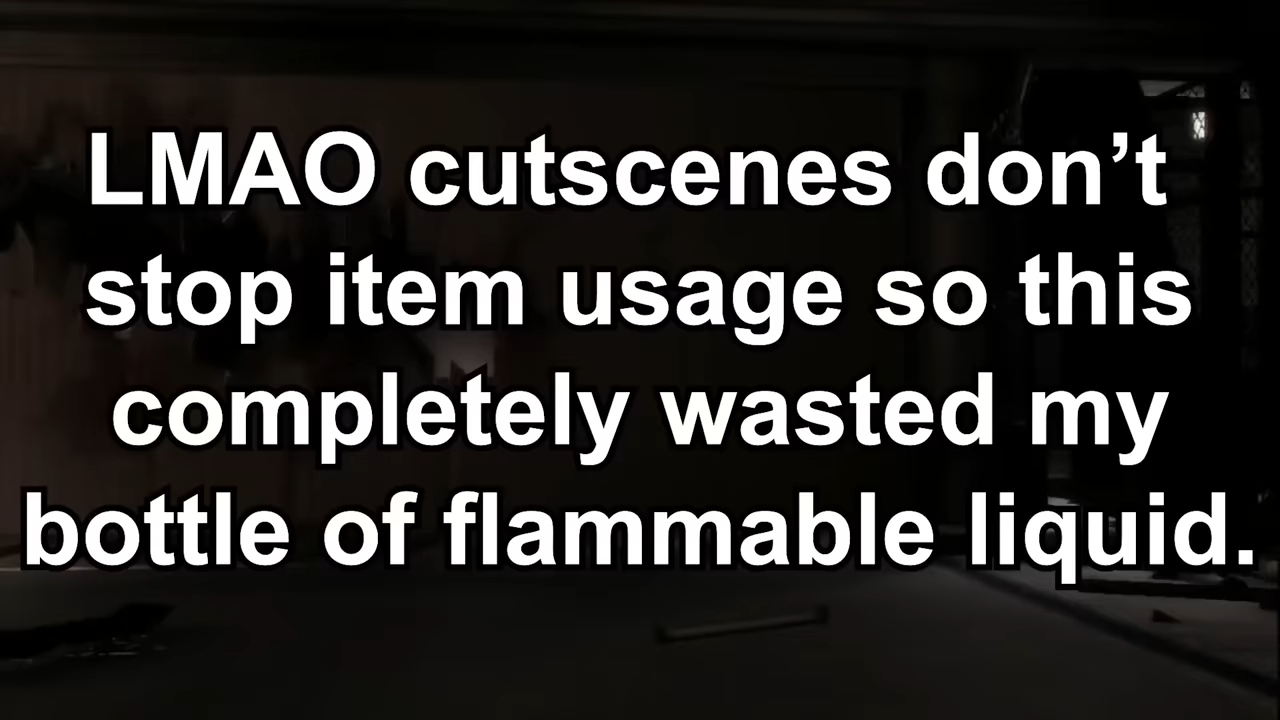 LMAO cutscenes don’t
stop item usage so this
completely wasted my
bottle of flammable liquid.